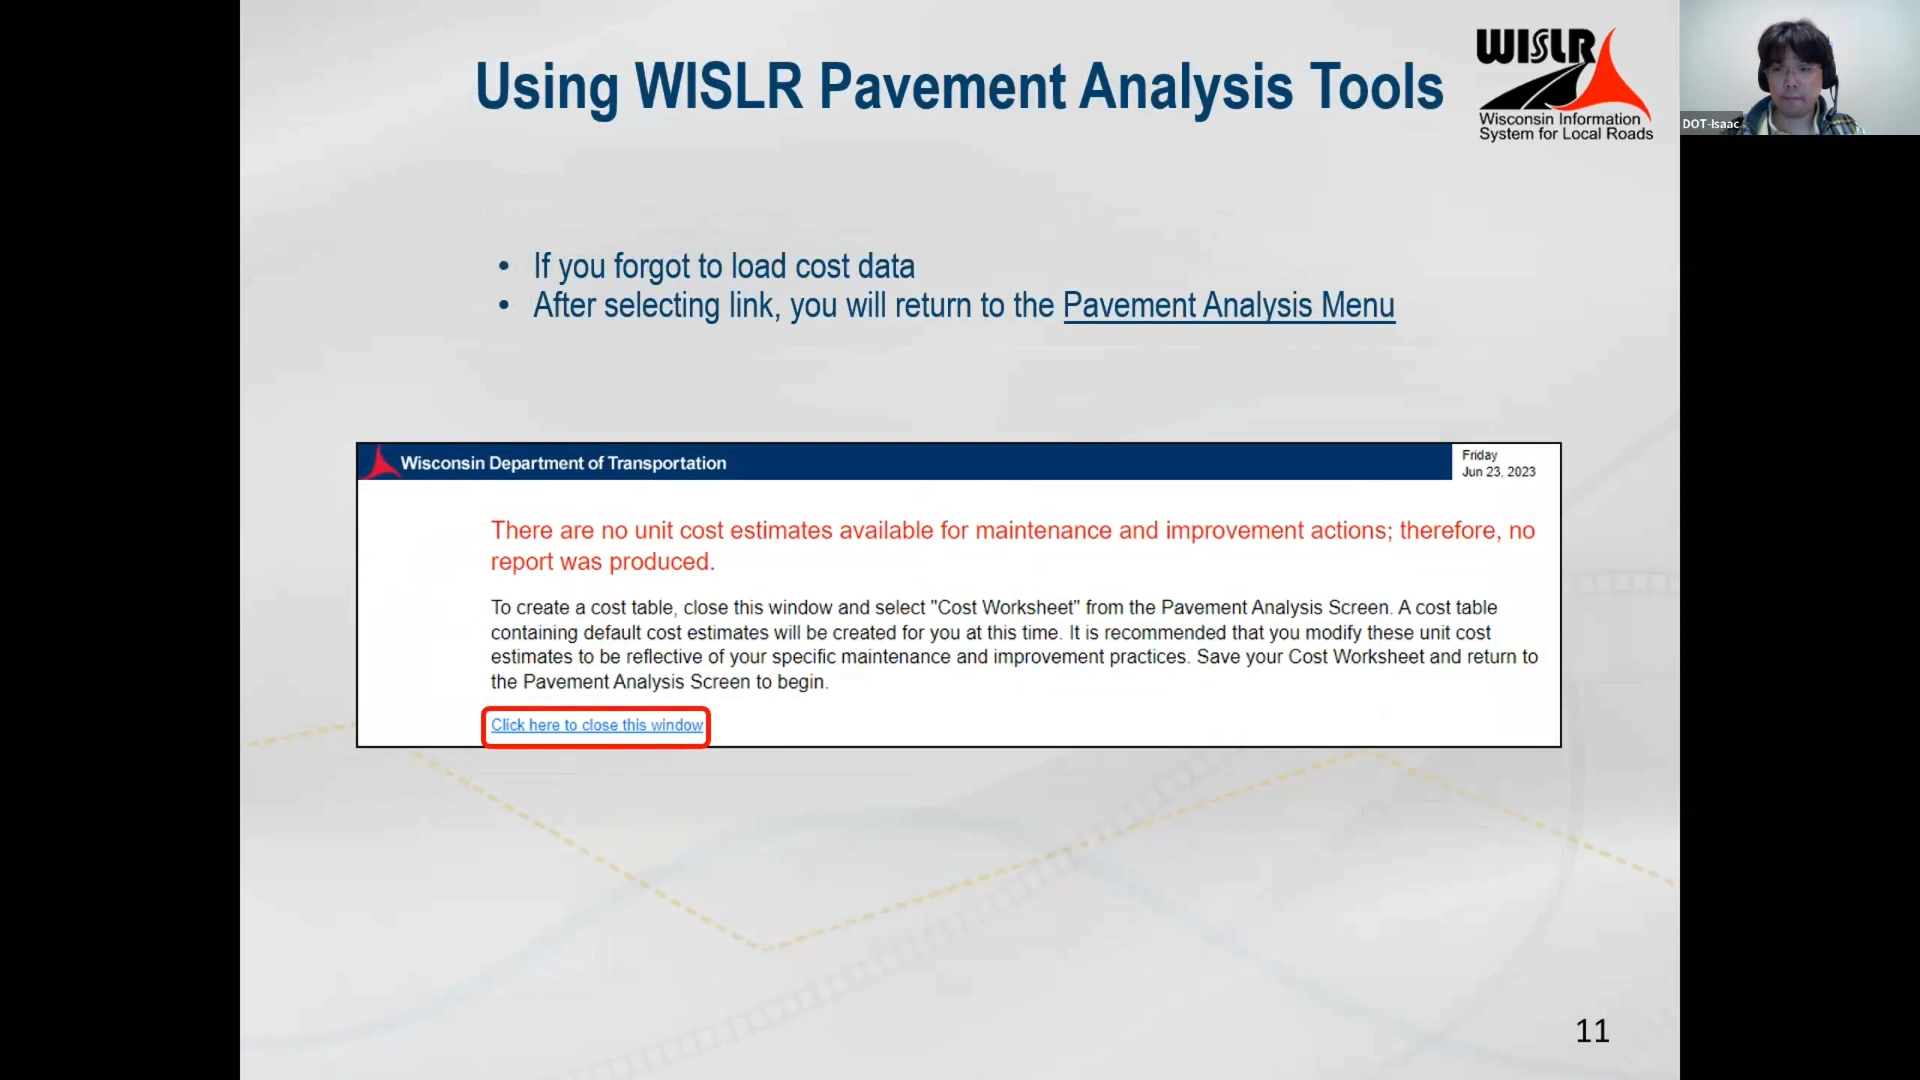 Using WISLR Pavement Analysis Tools
WISLR
Wisconsin Information
System for Local Roads
DOT-Isaac
• If you forgot to load cost data
• After selecting link, you will return to the Pavement Analysis Menu
Wisconsin Department of Transportation
Friday
Jun 23, 2023
There are no unit cost estimates available for maintenance and improvement actions; therefore, no
report was produced.
To create a cost table, close this window and select "Cost Worksheet" from the Pavement Analysis Screen. A cost table
containing default cost estimates will be created for you at this time. It is recommended that you modify these unit cost
estimates to be reflective of your specific maintenance and improvement practices. Save your Cost Worksheet and return to
the Pavement Analysis Screen to begin.
Click here to close this window
11